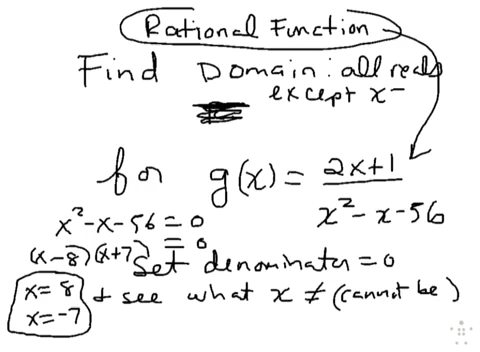 Rational Function
Find Domain: all reals
except x-
for g(x) = 2x+1 / x²-x-56
x²-x-56=0
(x-8)(x+7) = 0
Set denominator = 0
x=8 & see what x ≠ (cannot be)
x=-7